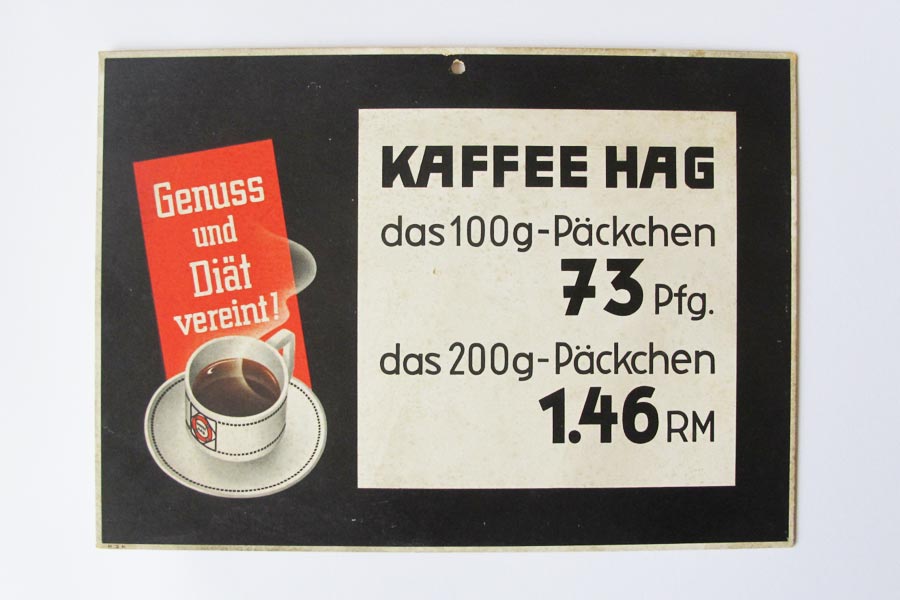 Genuss
und
Diät
vereint!
KAFFEE HAG
das 100g-Päckchen
73 Pfg.
das 200g-Päckchen
1.46 RM